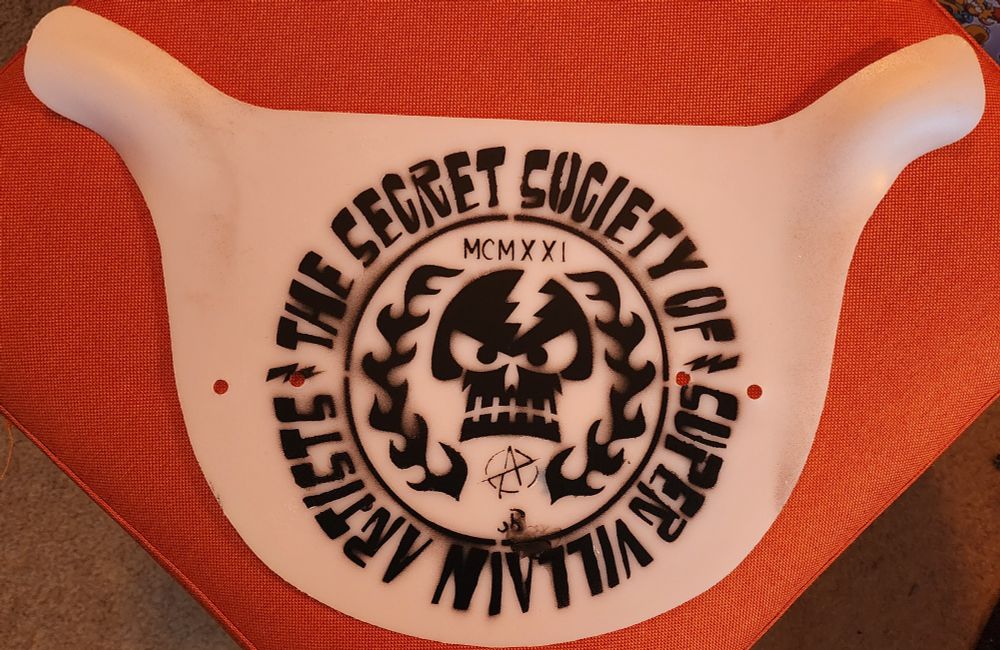 THE SECRET SOCIETY OF SUPER VILLAIN ARTISTS
MCMXXI